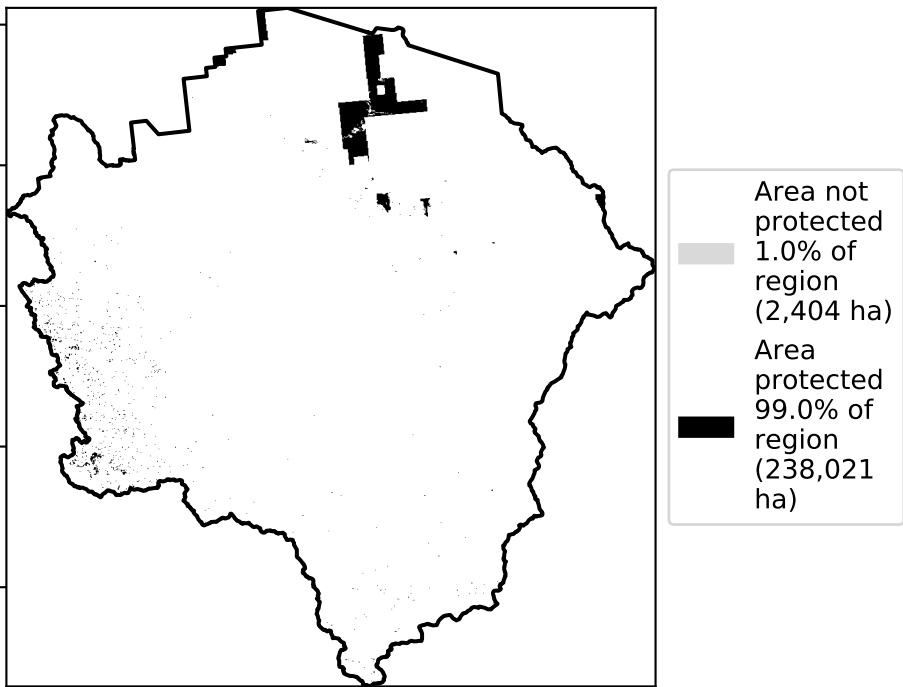 Area not
protected
1.0% of
region
(2,404 ha)
Area
protected
99.0% of
region
(238,021
ha)